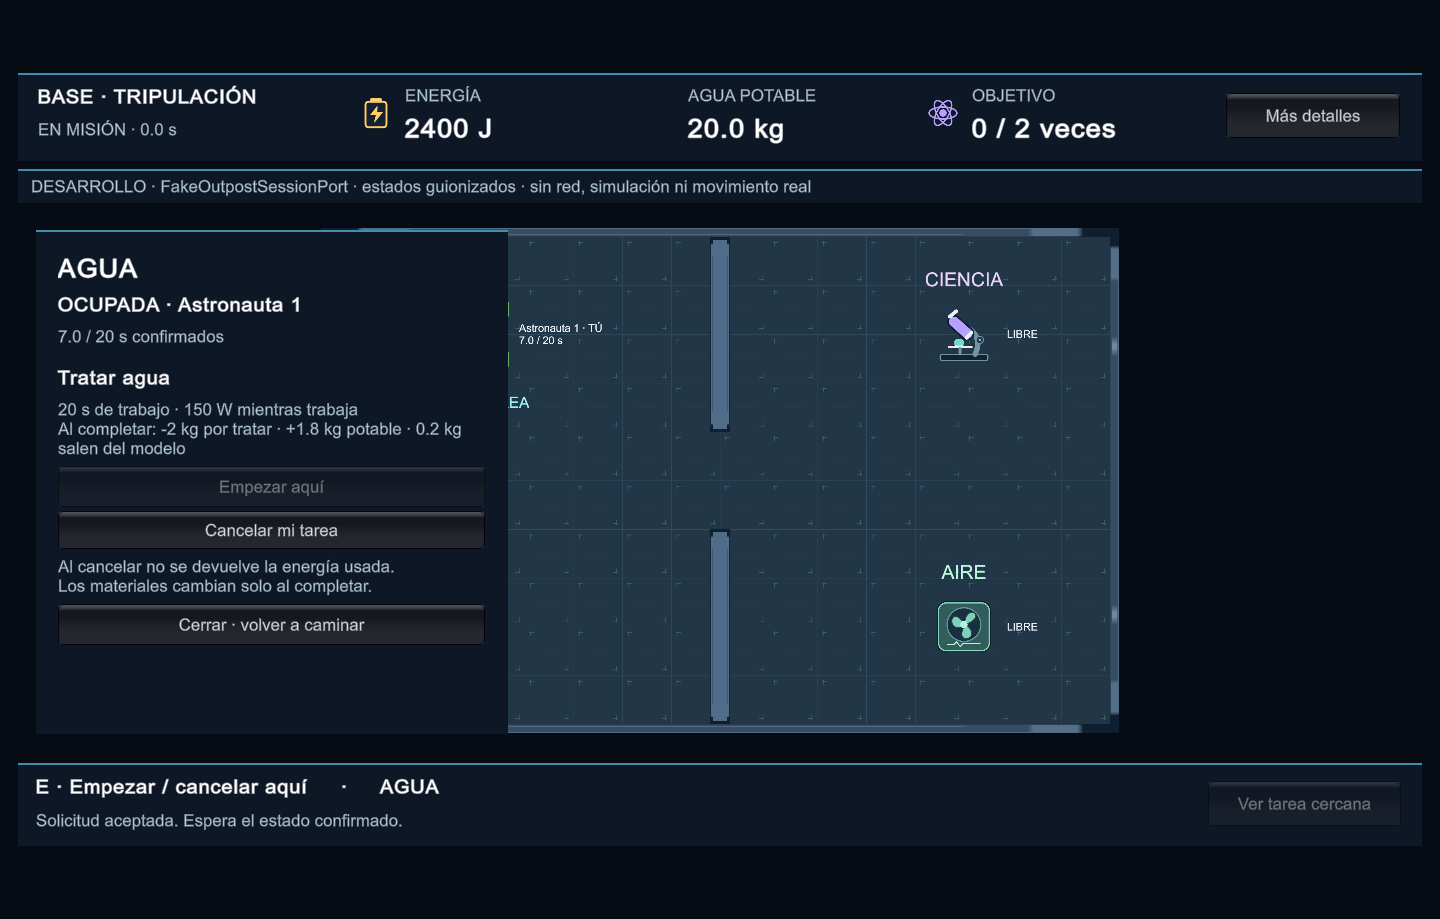 BASE · TRIPULACIÓN
EN MISIÓN · 0.0 s
ENERGÍA
2400 J
AGUA POTABLE
20.0 kg
OBJETIVO
0 / 2 veces
Más detalles
DESARROLLO · FakeOutpostSessionPort · estados guionizados · sin red, simulación ni movimiento real
AGUA
OCUPADA · Astronauta 1
7.0 / 20 s confirmados
Tratar agua
20 s de trabajo · 150 W mientras trabaja
Al completar: -2 kg por tratar · +1.8 kg potable · 0.2 kg
salen del modelo
Empezar aquí
Cancelar mi tarea
Al cancelar no se devuelve la energía usada.
Los materiales cambian solo al completar.
Cerrar · volver a caminar
Astronauta 1 · TÚ
7.0 / 20 s
EA
CIENCIA
LIBRE
AIRE
LIBRE
E · Empezar / cancelar aquí · AGUA
Solicitud aceptada. Espera el estado confirmado.
Ver tarea cercana